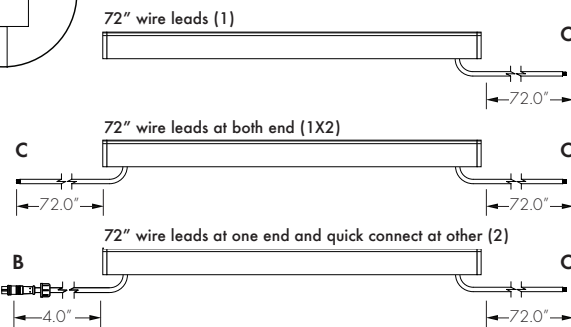 72" wire leads (1)
C
72.0"
72" wire leads at both end (1X2)
C
C
72.0"
72.0"
72" wire leads at one end and quick connect at other (2)
B
C
4.0"
72.0"